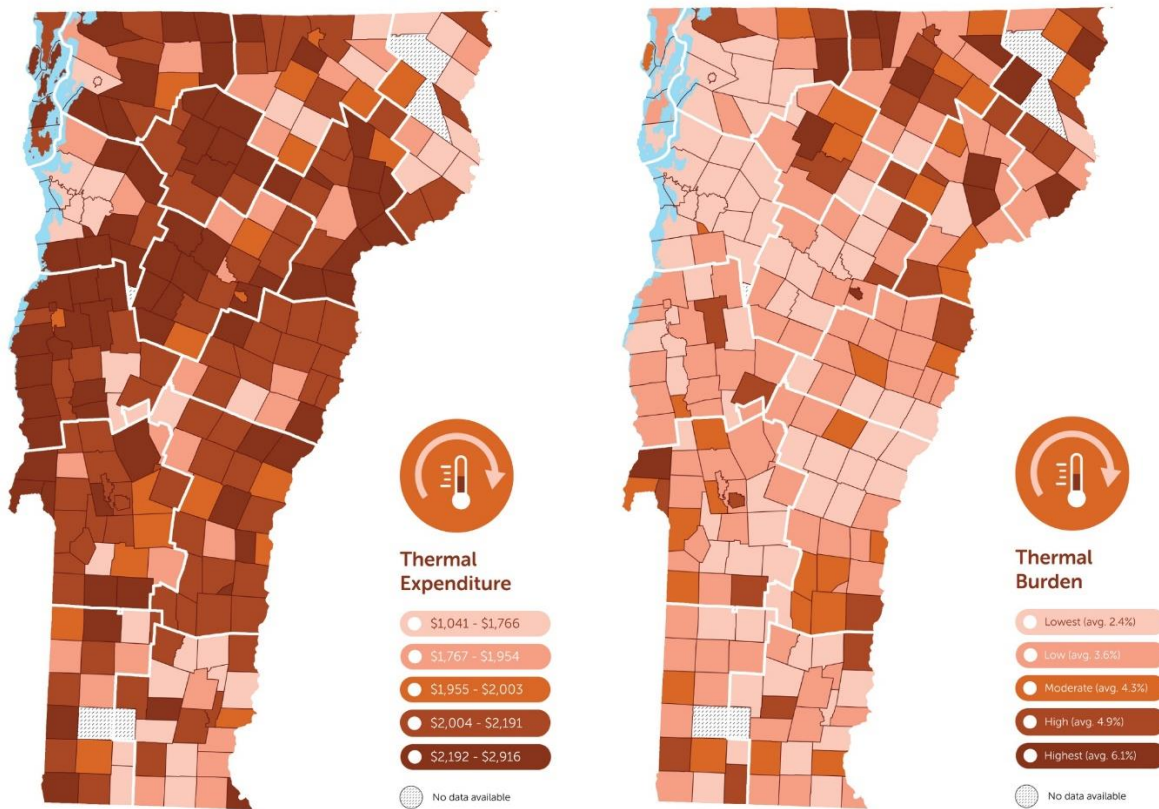 Thermal
Expenditure
$1,041 - $1,766
$1,767 - $1,954
$1,955 - $2,003
$2,004 - $2,191
$2,192 - $2,916
No data available
Thermal
Burden
Lowest (avg. 2.4%)
Low (avg. 3.6%)
Moderate (avg. 4.3%)
High (avg. 4.9%)
Highest (avg. 6.1%)
No data available